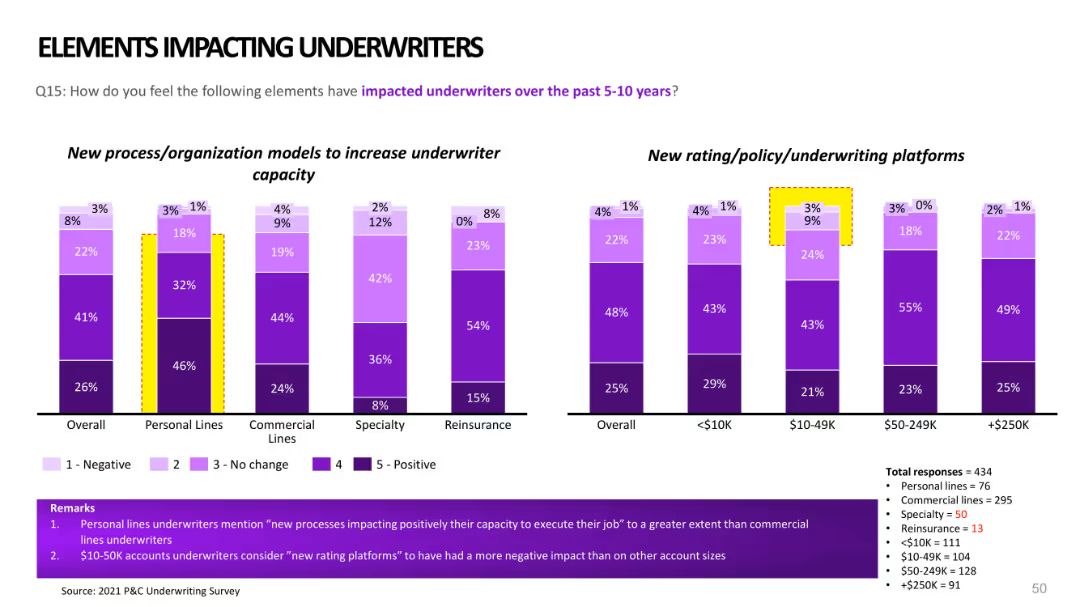 ELEMENTS IMPACTING UNDERWRITERS
Q15: How do you feel the following elements have impacted underwriters over the past 5-10 years?
New process/organization models to increase underwriter
capacity
3%
8%
22%
41%
26%
Overall
3%
1%
18%
32%
46%
Personal Lines
4%
9%
19%
44%
24%
Commercial
Lines
2%
12%
42%
36%
8%
Specialty
0%
8%
23%
54%
15%
Reinsurance
1 - Negative
2
3 - No change
4
5 - Positive
New rating/policy/underwriting platforms
4%
1%
22%
48%
25%
Overall
4%
1%
23%
43%
29%
<$10K
3%
9%
24%
43%
21%
$10-49K
3%
0%
18%
55%
23%
$50-249K
2%
1%
22%
49%
25%
+$250K
Remarks
1. Personal lines underwriters mention "new processes impacting positively their capacity to execute their job" to a greater extent than commercial
lines underwriters
2. $10-50K accounts underwriters consider "new rating platforms" to have had a more negative impact than on other account sizes
Total responses = 434
• Personal lines = 76
• Commercial lines = 295
• Specialty = 50
• Reinsurance = 13
• <$10K = 111
• $10-49K = 104
• $50-249K = 128
• +$250K = 91
Source: 2021 P&C Underwriting Survey
50